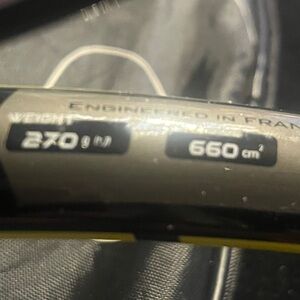 ENGINEERED IN FRAN
WEIGHT
270 g
660 cm²